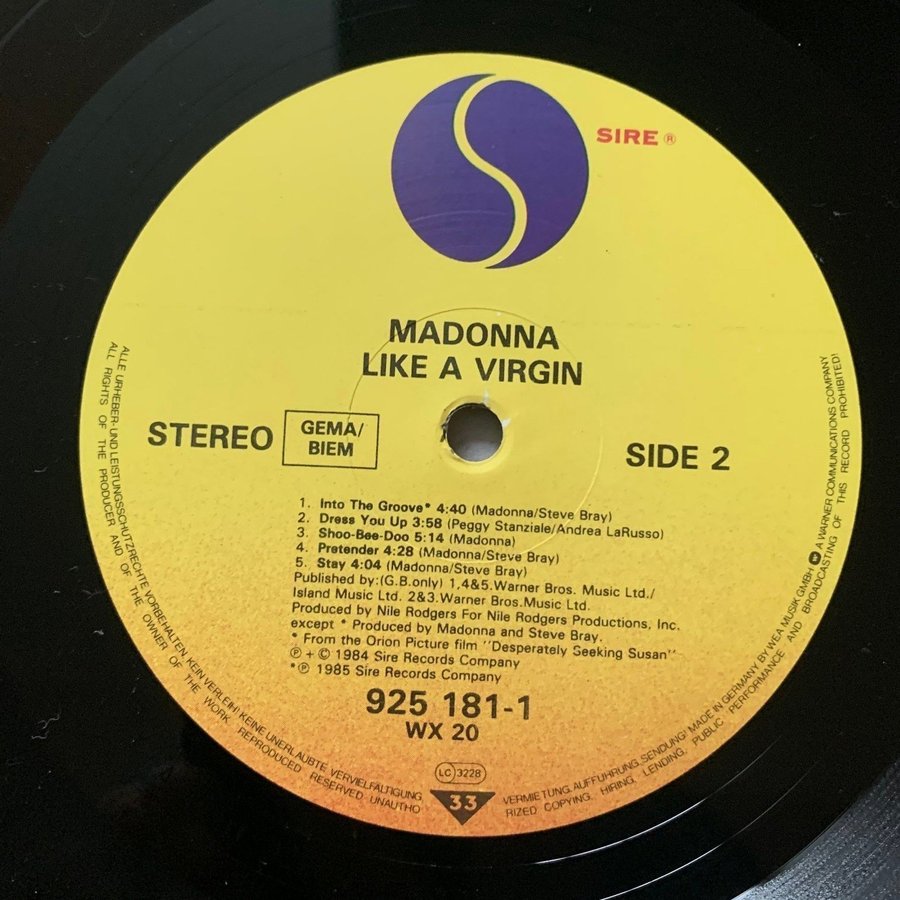 SIRE ®
MADONNA
LIKE A VIRGIN
STEREO
GEMA/
BIEM
SIDE 2
1. Into The Groove* 4:40 (Madonna/Steve Bray)
2. Dress You Up 3:58 (Peggy Stanziale/Andrea LaRusso)
3. Shoo-Bee-Doo 5:14 (Madonna)
4. Pretender 4:28 (Madonna/Steve Bray)
5. Stay 4:04 (Madonna/Steve Bray)
Published by:(G.B.only) 1,4&5.Warner Bros. Music Ltd./
Island Music Ltd. 2&3.Warner Bros.Music Ltd.
Produced by Nile Rodgers For Nile Rodgers Productions, Inc.
except * Produced by Madonna and Steve Bray.
* From the Orion Picture film "Desperately Seeking Susan"
℗ + © 1984 Sire Records Company
*℗ 1985 Sire Records Company
925 181-1
WX 20
LC 3228
33
ALLE URHEBER-UND LEISTUNGSSCHUTZRECHTE VORBEHALTEN. KEIN VERLEIH! KEINE UNERLAUBTE VERVIELFÄLTIGUNG,
VERMIETUNG, AUFFÜHRUNG, SENDUNG! MADE IN GERMANY BY WEA MUSIK GMBH A WARNER COMMUNICATIONS COMPANY
ALL RIGHTS OF THE PRODUCER AND OF THE OWNER OF THE WORK REPRODUCED RESERVED UNAUTHO
RIZED COPYING, HIRING, LENDING, PUBLIC PERFORMANCE AND BROADCASTING OF THIS RECORD PROHIBITED!